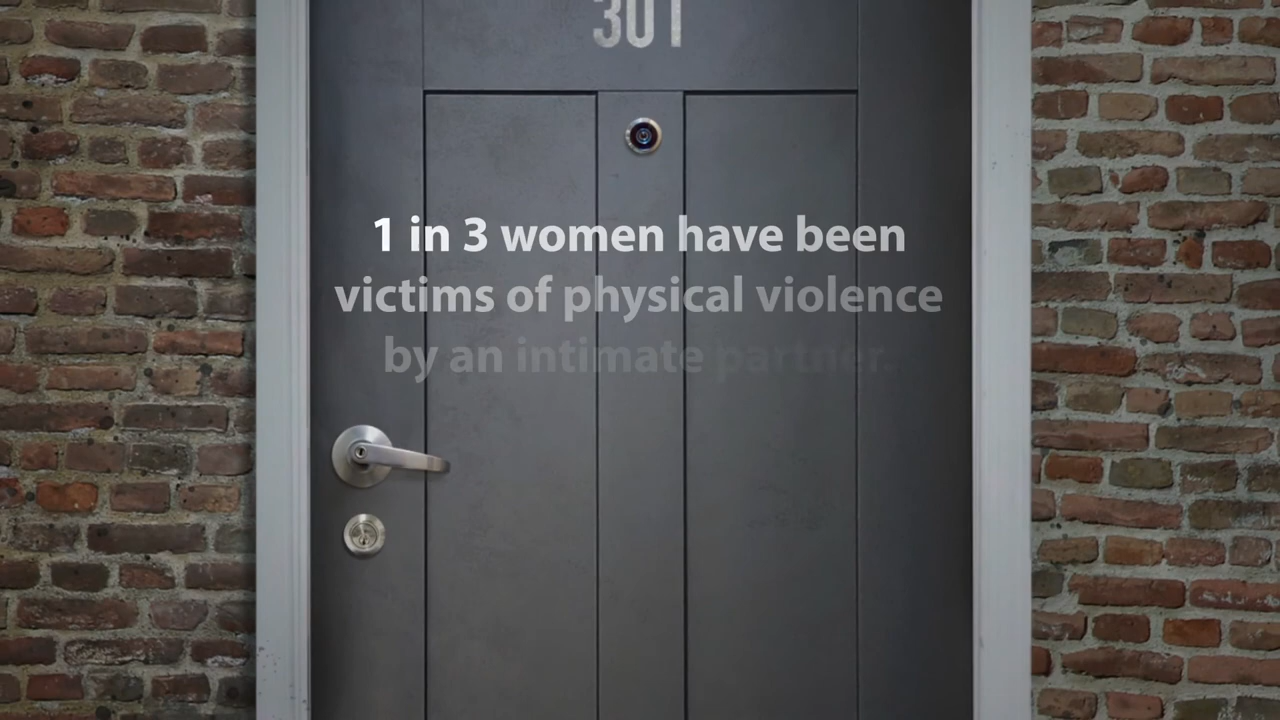 301
1 in 3 women have been
victims of physical violence
by an intimate partner.